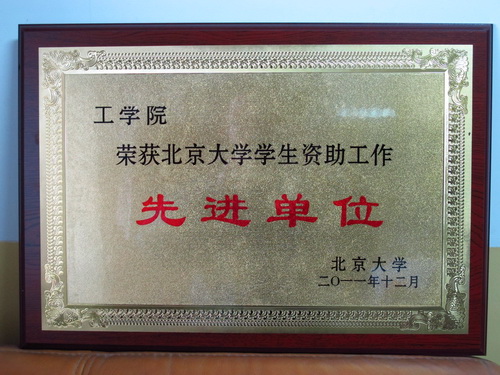 工学院
荣获北京大学学生资助工作
先进单位
北京大学
二〇一一年十二月